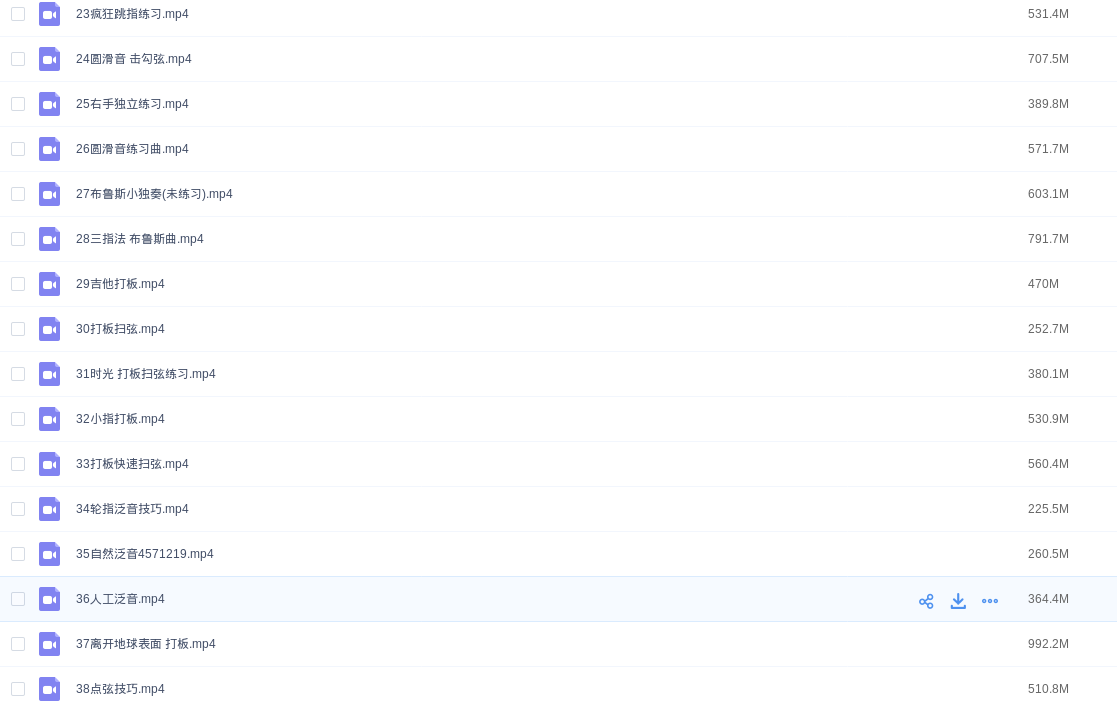 23疯狂跳指练习.mp4 531.4M
24圆滑音 击勾弦.mp4 707.5M
25右手独立练习.mp4 389.8M
26圆滑音练习曲.mp4 571.7M
27布鲁斯小独奏(未练习).mp4 603.1M
28三指法 布鲁斯曲.mp4 791.7M
29吉他打板.mp4 470M
30打板扫弦.mp4 252.7M
31时光 打板扫弦练习.mp4 380.1M
32小指打板.mp4 530.9M
33打板快速扫弦.mp4 560.4M
34轮指泛音技巧.mp4 225.5M
35自然泛音4571219.mp4 260.5M
36人工泛音.mp4 364.4M
37离开地球表面 打板.mp4 992.2M
38点弦技巧.mp4 510.8M